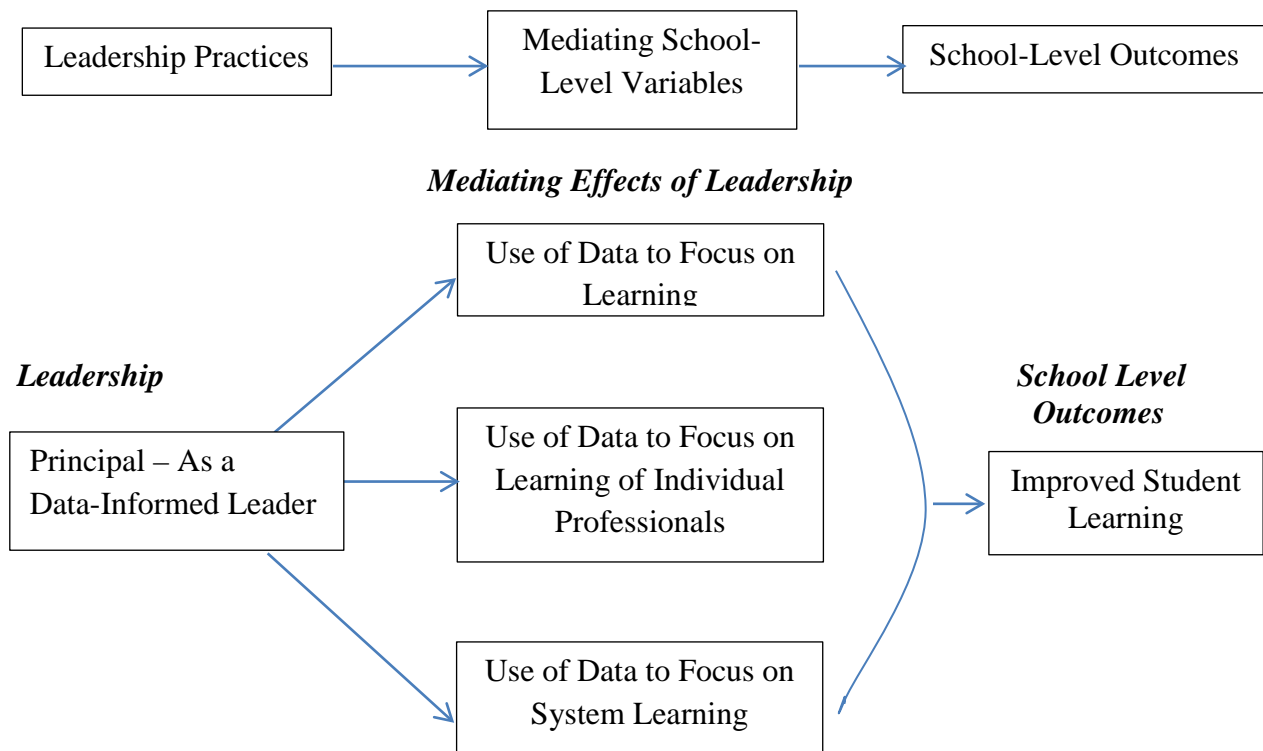 Leadership Practices
Mediating School-
Level Variables
School-Level Outcomes
Mediating Effects of Leadership
Use of Data to Focus on
Learning
Leadership
School Level
Outcomes
Principal – As a
Data-Informed Leader
Use of Data to Focus on
Learning of Individual
Professionals
Improved Student
Learning
Use of Data to Focus on
System Learning